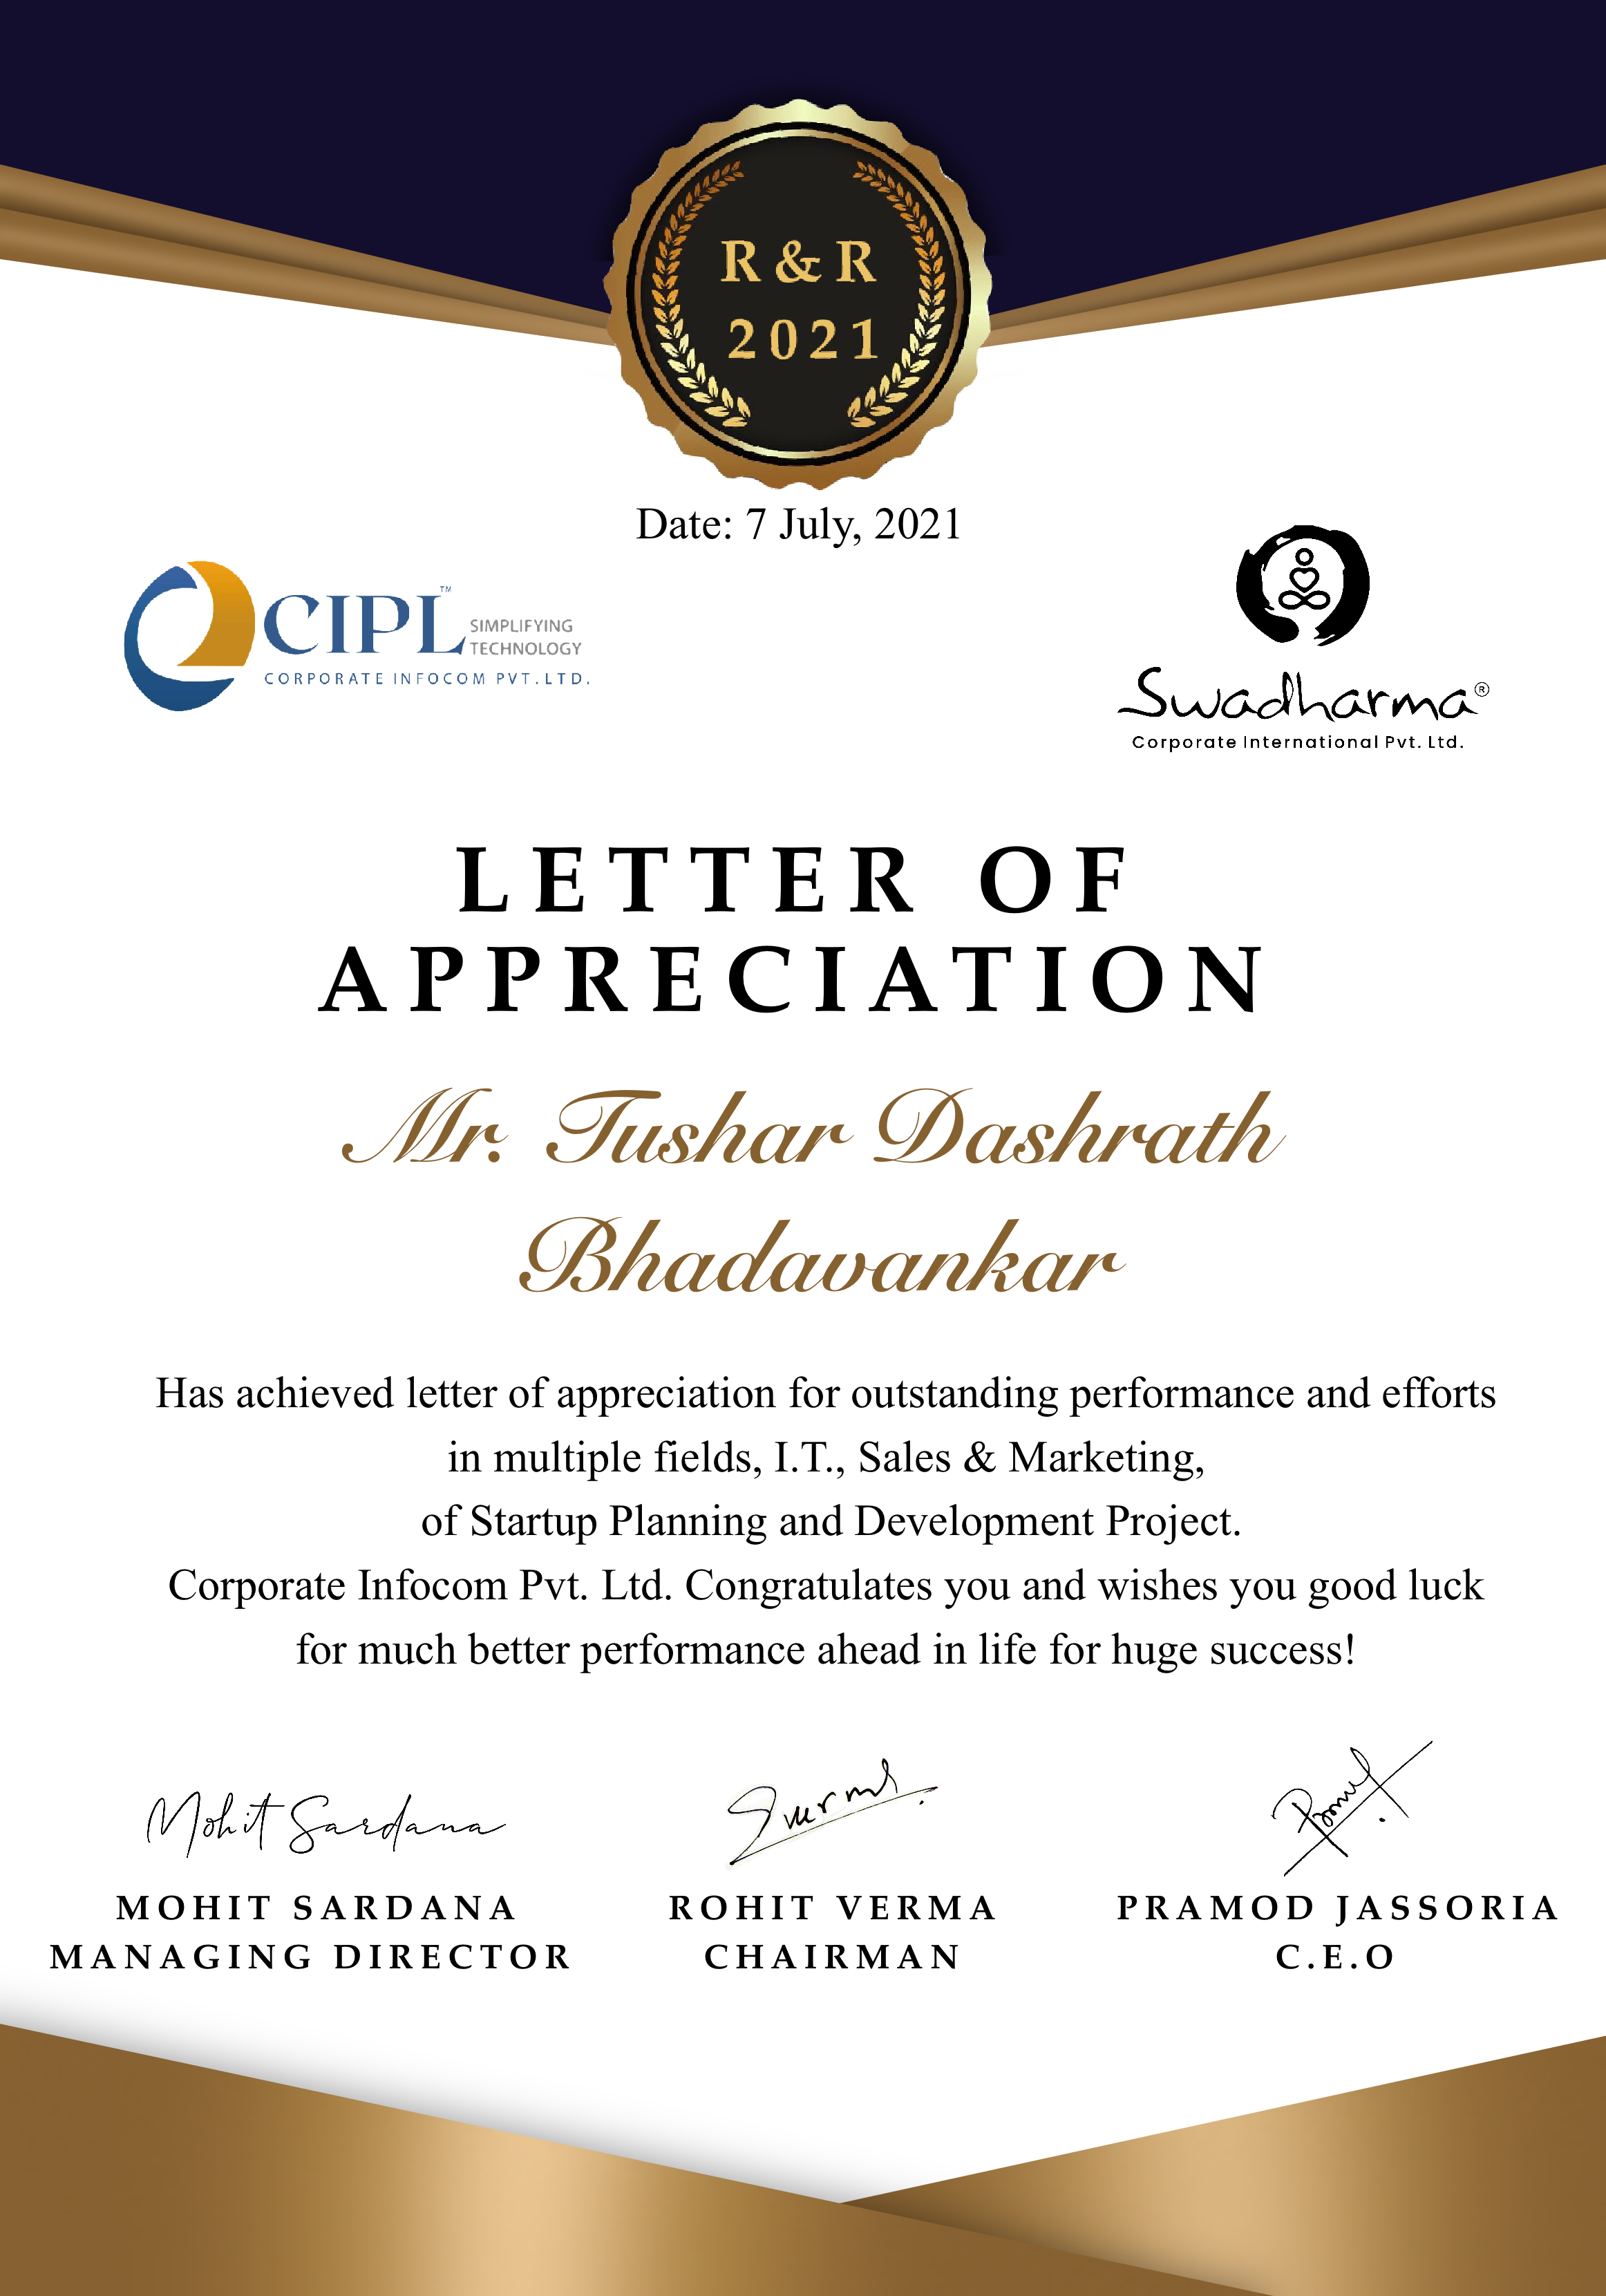 R & R
2021
Date: 7 July, 2021
CIPL™
SIMPLIFYING
TECHNOLOGY
CORPORATE INFOCOM PVT. LTD.
Swadharma®
Corporate International Pvt. Ltd.
LETTER OF
APPRECIATION
Mr. Tushar Dashrath
Bhadavankar
Has achieved letter of appreciation for outstanding performance and efforts
in multiple fields, I.T., Sales & Marketing,
of Startup Planning and Development Project.
Corporate Infocom Pvt. Ltd. Congratulates you and wishes you good luck
for much better performance ahead in life for huge success!
Mohit Sardana
MOHIT SARDANA
MANAGING DIRECTOR
ROHIT VERMA
CHAIRMAN
PRAMOD JASSORIA
C.E.O